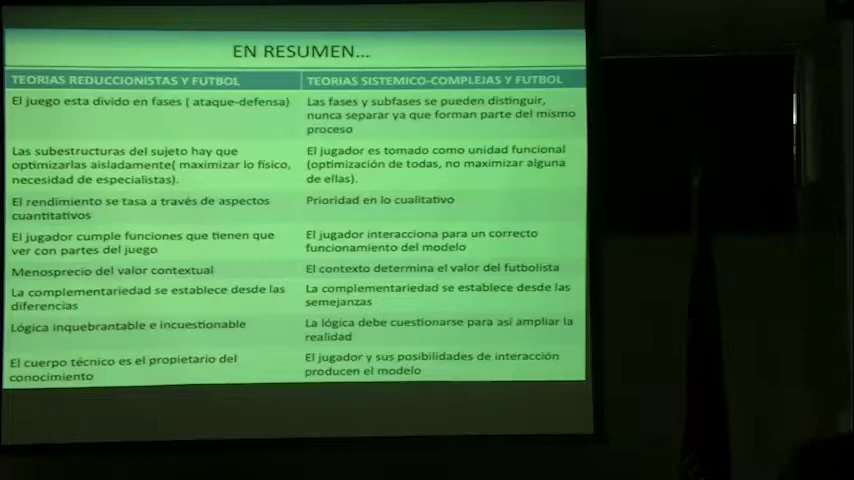 EN RESUMEN...
TEORIAS REDUCCIONISTAS Y FUTBOL
TEORIAS SISTEMICO-COMPLEJAS Y FUTBOL
El juego esta divido en fases ( ataque-defensa)
Las fases y subfases se pueden distinguir,
nunca separar ya que forman parte del mismo
proceso
Las subestructuras del sujeto hay que
optimizarlas aisladamente( maximizar lo físico,
necesidad de especialistas).
El jugador es tomado como unidad funcional
(optimización de todas, no maximizar alguna
de ellas).
El rendimiento se tasa a través de aspectos
cuantitativos
Prioridad en lo cualitativo
El jugador cumple funciones que tienen que
ver con partes del juego
El jugador interacciona para un correcto
funcionamiento del modelo
Menosprecio del valor contextual
El contexto determina el valor del futbolista
La complementariedad se establece desde las
diferencias
La complementariedad se establece desde las
semejanzas
Lógica inquebrantable e incuestionable
La lógica debe cuestionarse para así ampliar la
realidad
El cuerpo técnico es el propietario del
conocimiento
El jugador y sus posibilidades de interacción
producen el modelo